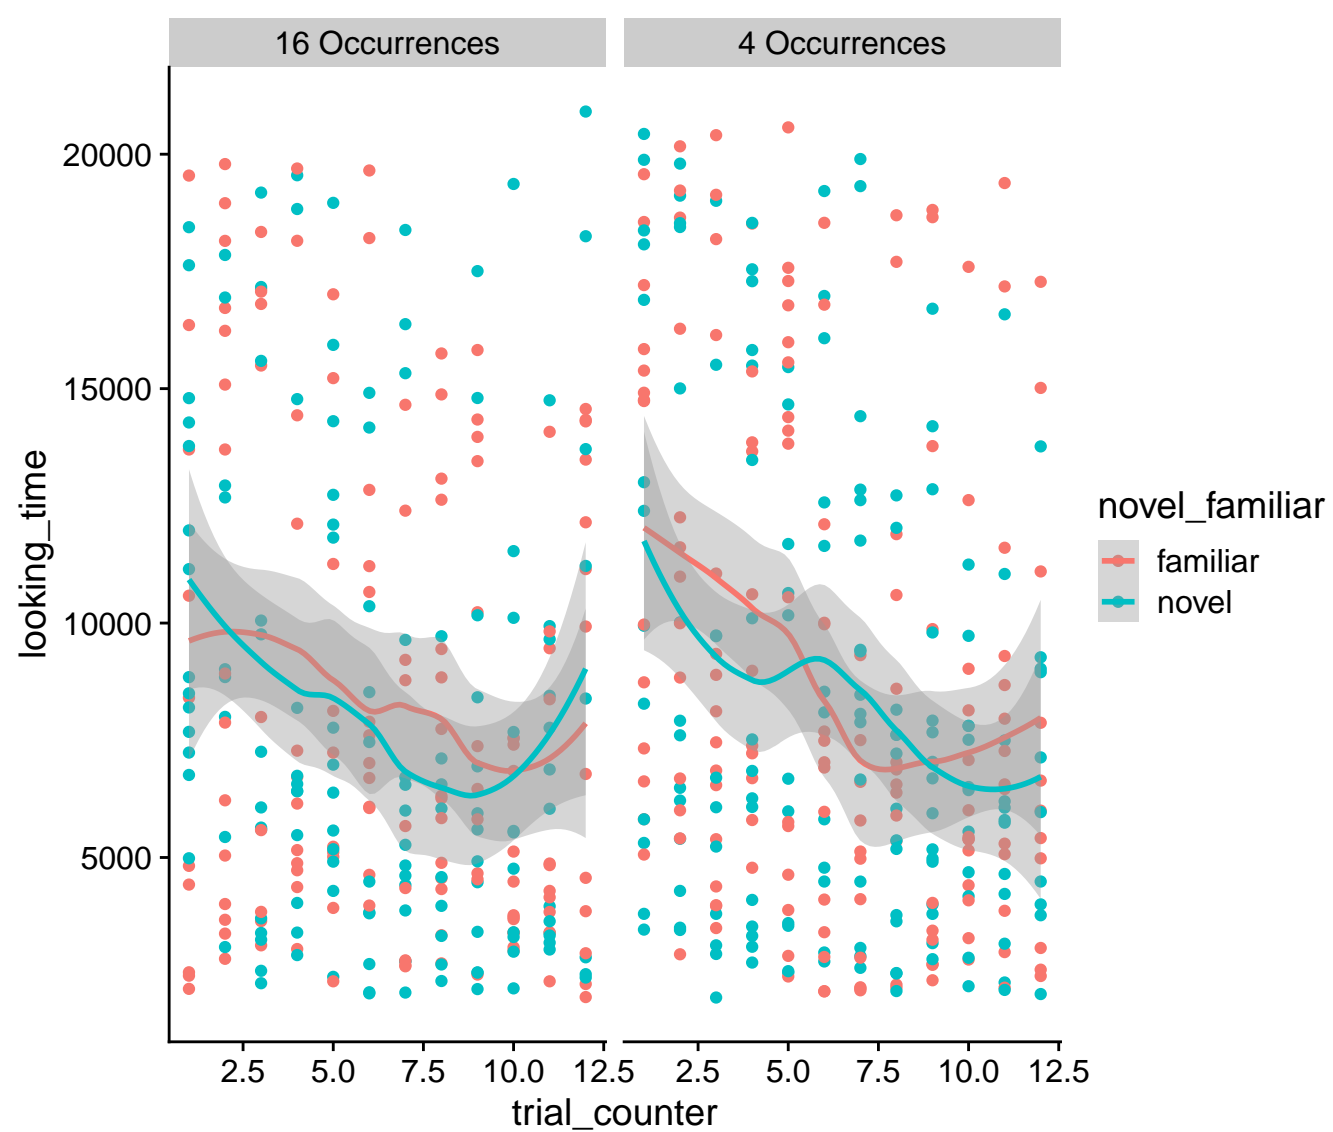 16 Occurrences
4 Occurrences
20000
15000
10000
5000
looking_time
2.5
5.0
7.5
10.0
12.5
2.5
5.0
7.5
10.0
12.5
trial_counter
novel_familiar
familiar
novel